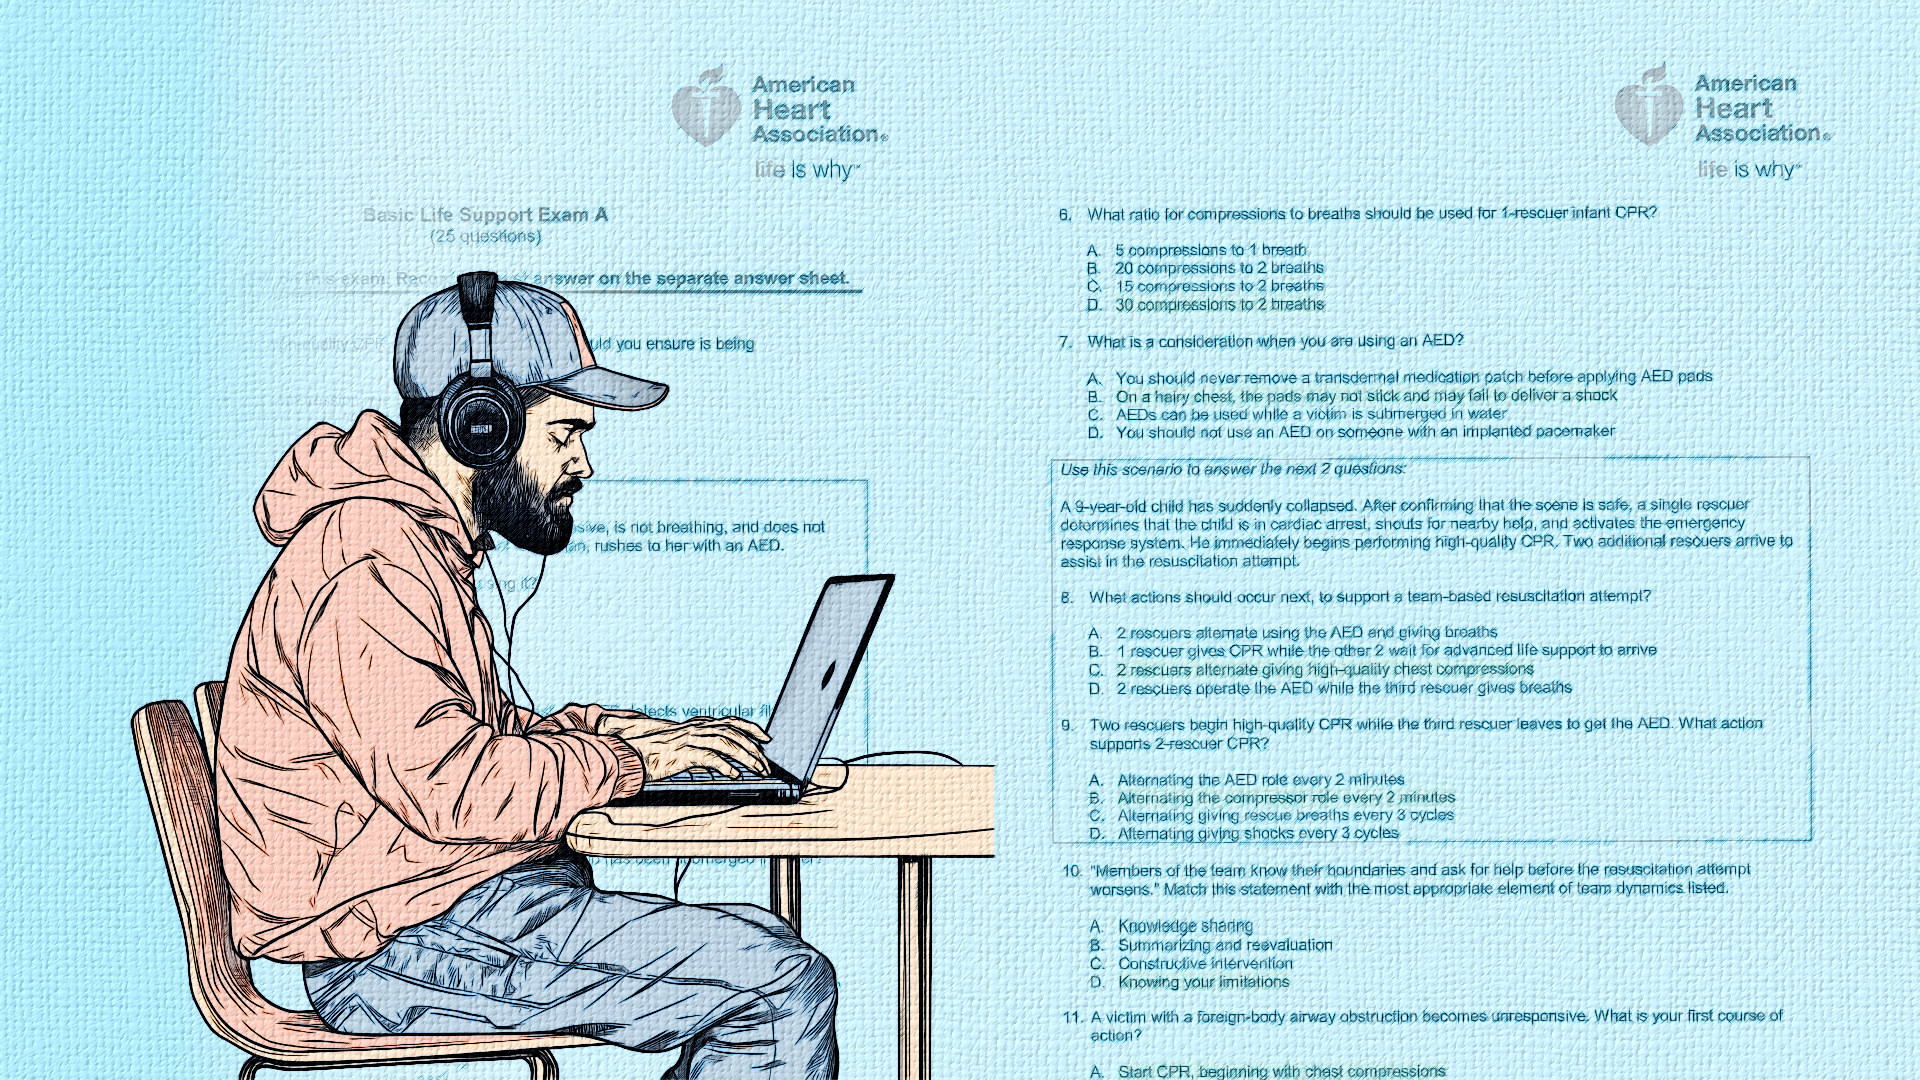 American
Heart
Association®
life is why™
Basic Life Support Exam A
(25 questions)
this exam. answer on the separate answer sheet.
CPR you ensure is being
is not breathing, and does not
rushes to her with an AED.
it?
ventricular
American
Heart
Association®
life is why™
6. What ratio for compressions to breaths should be used for 1-rescuer infant CPR?
A. 5 compressions to 1 breath
B. 20 compressions to 2 breaths
C. 15 compressions to 2 breaths
D. 30 compressions to 2 breaths
7. What is a consideration when you are using an AED?
A. You should never remove a transdermal medication patch before applying AED pads
B. On a hairy chest, the pads may not stick and may fail to deliver a shock
C. AEDs can be used while a victim is submerged in water
D. You should not use an AED on someone with an implanted pacemaker
Use this scenario to answer the next 2 questions:
A 9-year-old child has suddenly collapsed. After confirming that the scene is safe, a single rescuer
determines that the child is in cardiac arrest, shouts for nearby help, and activates the emergency
response system. He immediately begins performing high-quality CPR. Two additional rescuers arrive to
assist in the resuscitation attempt.
8. What actions should occur next, to support a team-based resuscitation attempt?
A. 2 rescuers alternate using the AED and giving breaths
B. 1 rescuer gives CPR while the other 2 wait for advanced life support to arrive
C. 2 rescuers alternate giving high-quality chest compressions
D. 2 rescuers operate the AED while the third rescuer gives breaths
9. Two rescuers begin high-quality CPR while the third rescuer leaves to get the AED. What action
supports 2-rescuer CPR?
A. Alternating the AED role every 2 minutes
B. Alternating the compressor role every 2 minutes
C. Alternating giving rescue breaths every 3 cycles
D. Alternating giving shocks every 3 cycles
10. "Members of the team know their boundaries and ask for help before the resuscitation attempt
worsens." Match this statement with the most appropriate element of team dynamics listed.
A. Knowledge sharing
B. Summarizing and reevaluation
C. Constructive intervention
D. Knowing your limitations
11. A victim with a foreign-body airway obstruction becomes unresponsive. What is your first course of
action?
A. Start CPR, beginning with chest compressions